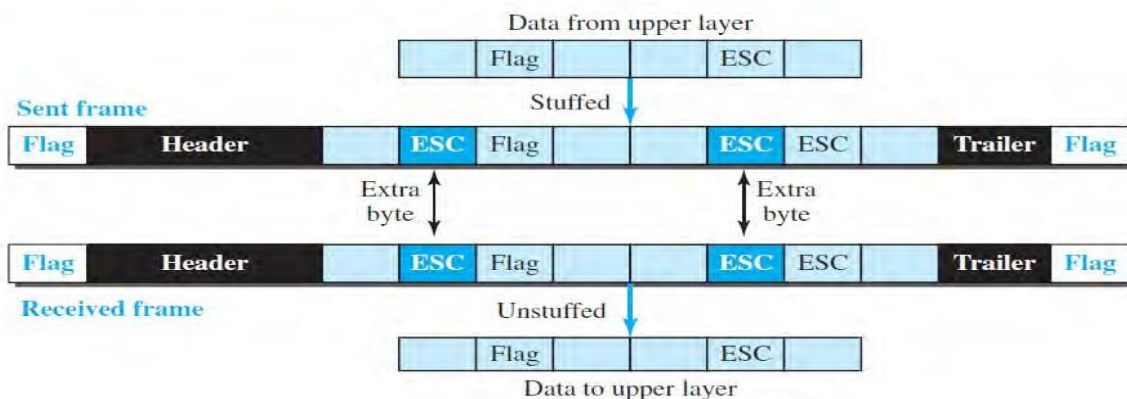 Data from upper layer
Flag ESC
Stuffed
Sent frame
Flag Header ESC Flag ESC ESC Trailer Flag
Extra byte Extra byte
Flag Header ESC Flag ESC ESC Trailer Flag
Received frame
Unstuffed
Flag ESC
Data to upper layer